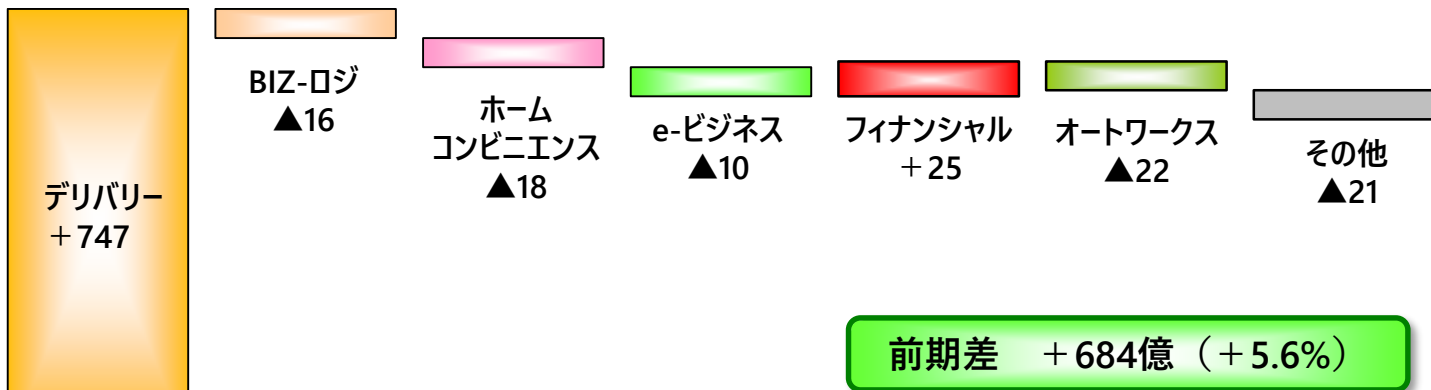 デリバリー
＋747
BIZ-ロジ
▲16
ホーム
コンビニエンス
▲18
e-ビジネス
▲10
フィナンシャル
＋25
オートワークス
▲22
その他
▲21
前期差　＋684億（＋5.6%）